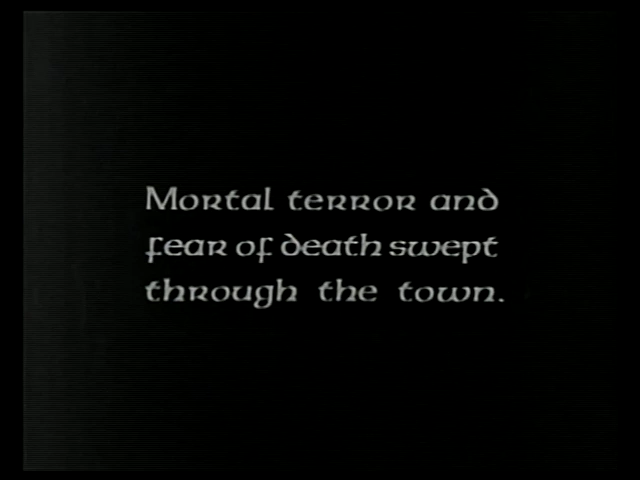 Mortal terror and
fear of death swept
through the town.